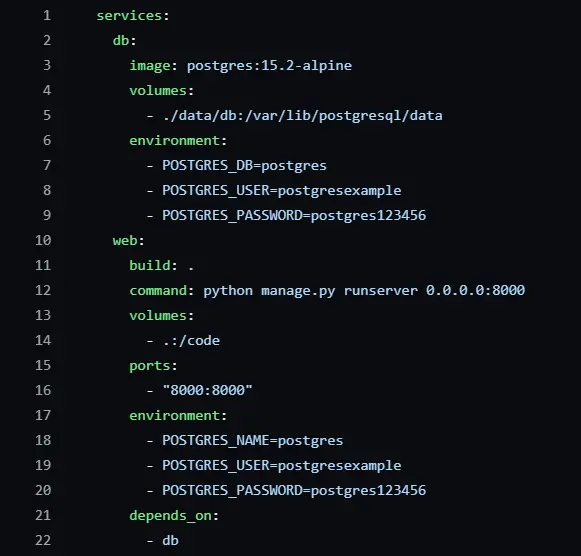 1 services:
2   db:
3     image: postgres:15.2-alpine
4     volumes:
5       - ./data/db:/var/lib/postgresql/data
6     environment:
7       - POSTGRES_DB=postgres
8       - POSTGRES_USER=postgresexample
9       - POSTGRES_PASSWORD=postgres123456
10   web:
11     build: .
12     command: python manage.py runserver 0.0.0.0:8000
13     volumes:
14       - .:/code
15     ports:
16       - "8000:8000"
17     environment:
18       - POSTGRES_NAME=postgres
19       - POSTGRES_USER=postgresexample
20       - POSTGRES_PASSWORD=postgres123456
21     depends_on:
22       - db